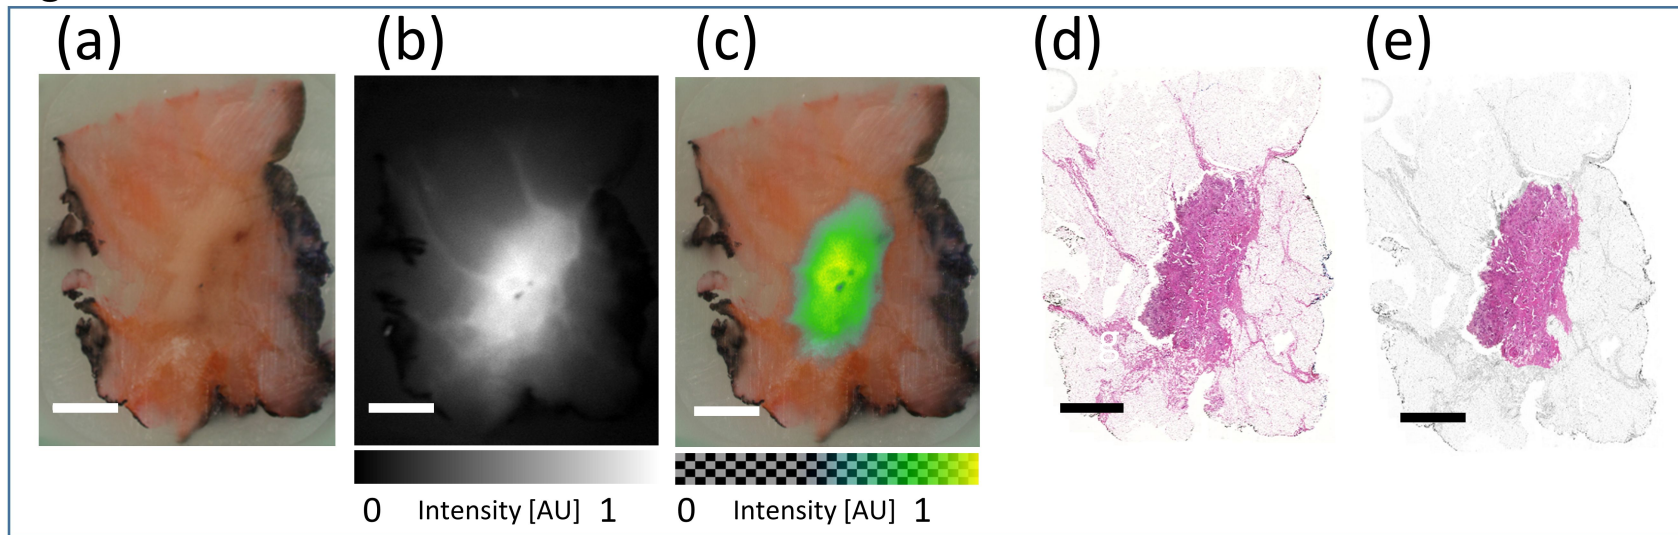 (a) (b) (c) (d) (e)
g
0 Intensity [AU] 1 0 Intensity [AU] 1